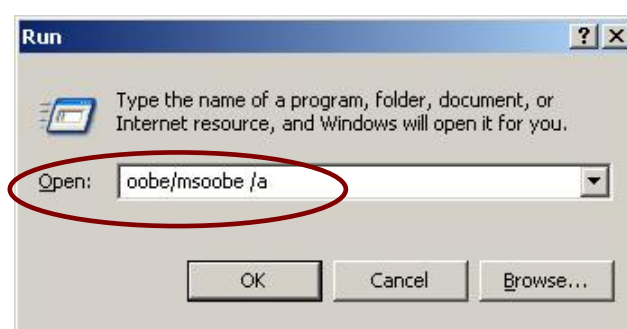 Run
Type the name of a program, folder, document, or
Internet resource, and Windows will open it for you.
Open: oobe/msoobe /a
OK Cancel Browse...